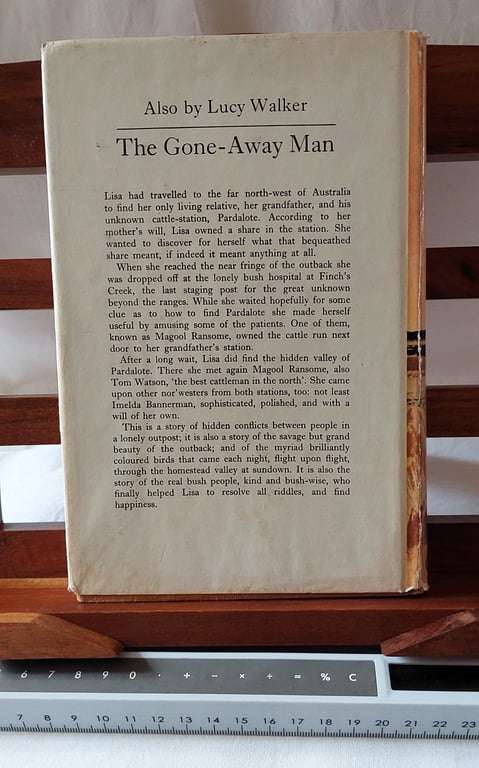 Also by Lucy Walker
The Gone-Away Man
Lisa had travelled to the far north-west of Australia
to find her only living relative, her grandfather, and his
unknown cattle-station, Pardalote. According to her
mother's will, Lisa owned a share in the station. She
wanted to discover for herself what that bequeathed
share meant, if indeed it meant anything at all.
When she reached the near fringe of the outback she
was dropped off at the lonely bush hospital at Finch's
Creek, the last staging post for the great unknown
beyond the ranges. While she waited hopefully for some
clue as to how to find Pardalote she made herself
useful by amusing some of the patients. One of them,
known as Magool Ransome, owned the cattle run next
door to her grandfather's station.
After a long wait, Lisa did find the hidden valley of
Pardalote. There she met again Magool Ransome, also
Tom Watson, 'the best cattleman in the north'. She came
upon other nor'westers from both stations, too: not least
Imelda Bannerman, sophisticated, polished, and with a
will of her own.
This is a story of hidden conflicts between people in
a lonely outpost; it is also a story of the savage but grand
beauty of the outback; and of the myriad brilliantly
coloured birds that came each night, flight upon flight,
through the homestead valley at sundown. It is also the
story of the real bush people, kind and bush-wise, who
finally helped Lisa to resolve all riddles, and find
happiness.
6 7 8 9 0 · + − × ÷ = % C
7 8 9 10 11 12 13 14 15 16 17 18 19 20 21 22 23